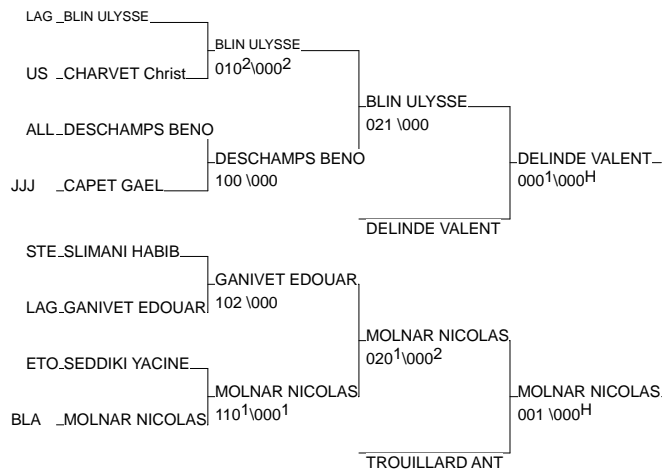 LAG BLIN ULYSSE
BLIN ULYSSE
010²\000²
US CHARVET Christ
BLIN ULYSSE
021 \000
ALL DESCHAMPS BENO
DESCHAMPS BENO
100 \000
DELINDE VALENT
000¹\000ᴴ
JJJ CAPET GAEL
DELINDE VALENT
STE SLIMANI HABIB
GANIVET EDOUAR
102 \000
LAG GANIVET EDOUAR
MOLNAR NICOLAS
020¹\000²
ETO SEDDIKI YACINE
MOLNAR NICOLAS
110¹\000¹
MOLNAR NICOLAS
001 \000ᴴ
BLA MOLNAR NICOLAS
TROUILLARD ANT